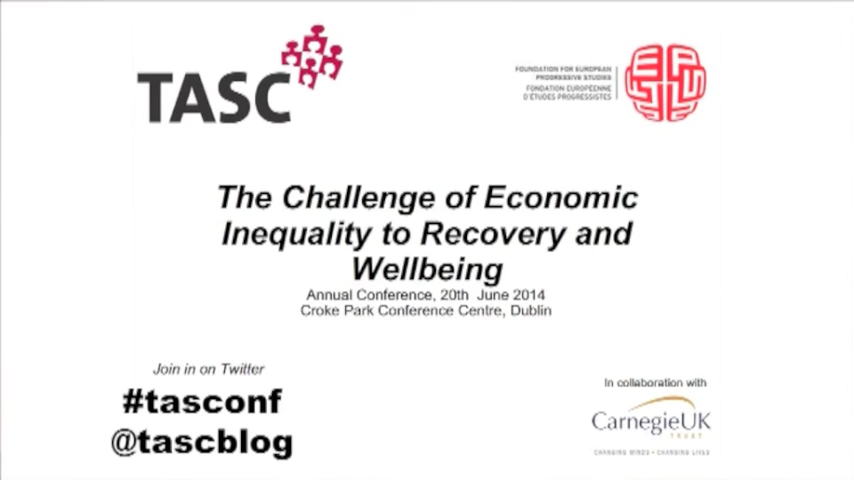 TASC
FOUNDATION FOR EUROPEAN
PROGRESSIVE STUDIES
FONDATION EUROPÉENNE
D'ÉTUDES PROGRESSISTES
The Challenge of Economic
Inequality to Recovery and
Wellbeing
Annual Conference, 20th June 2014
Croke Park Conference Centre, Dublin
Join in on Twitter
#tasconf
@tascblog
In collaboration with
CarnegieUK
TRUST
CHANGING MINDS • CHANGING LIVES